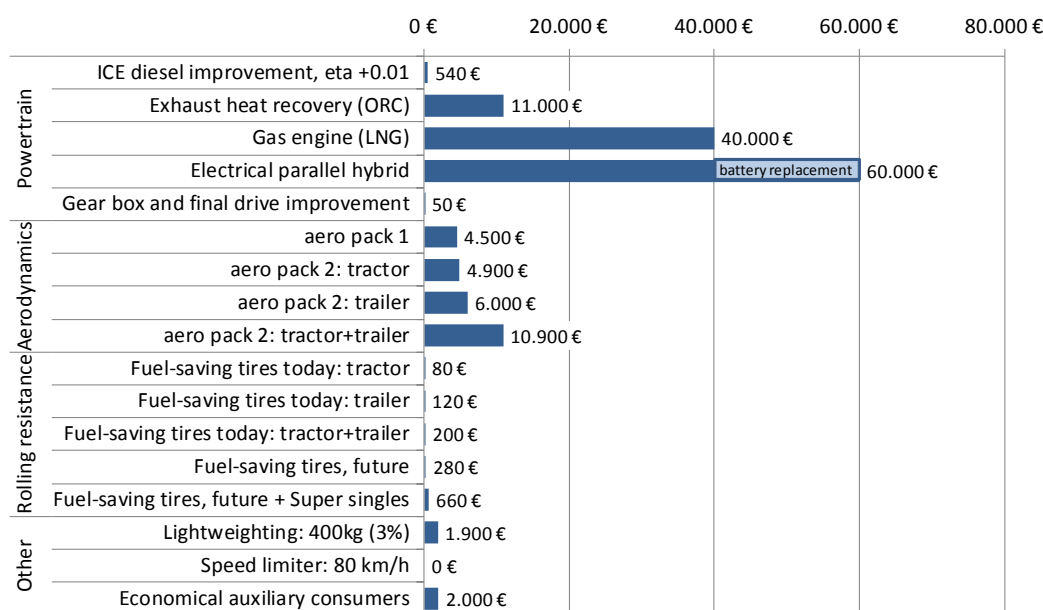 0 € 20.000 € 40.000 € 60.000 € 80.000 €
Powertrain
ICE diesel improvement, eta +0.01 540 €
Exhaust heat recovery (ORC) 11.000 €
Gas engine (LNG) 40.000 €
Electrical parallel hybrid battery replacement 60.000 €
Gear box and final drive improvement 50 €
Aerodynamics
aero pack 1 4.500 €
aero pack 2: tractor 4.900 €
aero pack 2: trailer 6.000 €
aero pack 2: tractor+trailer 10.900 €
Rolling resistance
Fuel-saving tires today: tractor 80 €
Fuel-saving tires today: trailer 120 €
Fuel-saving tires today: tractor+trailer 200 €
Fuel-saving tires, future 280 €
Fuel-saving tires, future + Super singles 660 €
Other
Lightweighting: 400kg (3%) 1.900 €
Speed limiter: 80 km/h 0 €
Economical auxiliary consumers 2.000 €